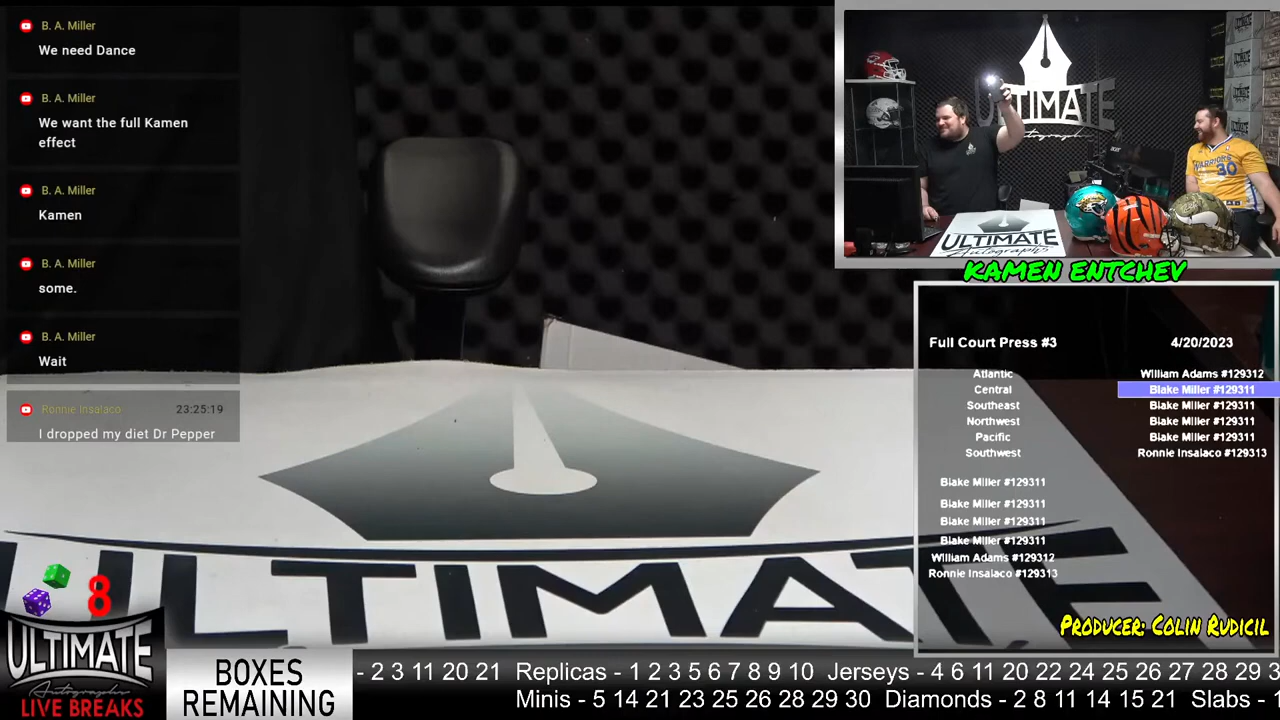 B. A. Miller
We need Dance
B. A. Miller
We want the full Kamen
effect
B. A. Miller
Kamen
B. A. Miller
some.
B. A. Miller
Wait
Ronnie Insalaco 23:25:19
I dropped my diet Dr Pepper
ULTIMATE
WARRIORS
30
ULTIMATE
Autographs
KAMEN ENTCHEV
Full Court Press #3 4/20/2023
Atlantic William Adams #129312
Central Blake Miller #129311
Southeast Blake Miller #129311
Northwest Blake Miller #129311
Pacific Blake Miller #129311
Southwest Ronnie Insalaco #129313
Blake Miller #129311
Blake Miller #129311
Blake Miller #129311
Blake Miller #129311
William Adams #129312
Ronnie Insalaco #129313
PRODUCER: COLIN RUDICIL
ULTIMATE
8
ULTIMATE
Autographs
LIVE BREAKS
BOXES
REMAINING
- 2 3 11 20 21 Replicas - 1 2 3 5 6 7 8 9 10 Jerseys - 4 6 11 20 22 24 25 26 27 28 29 3
Minis - 5 14 21 23 25 26 28 29 30 Diamonds - 2 8 11 14 15 21 Slabs - 1